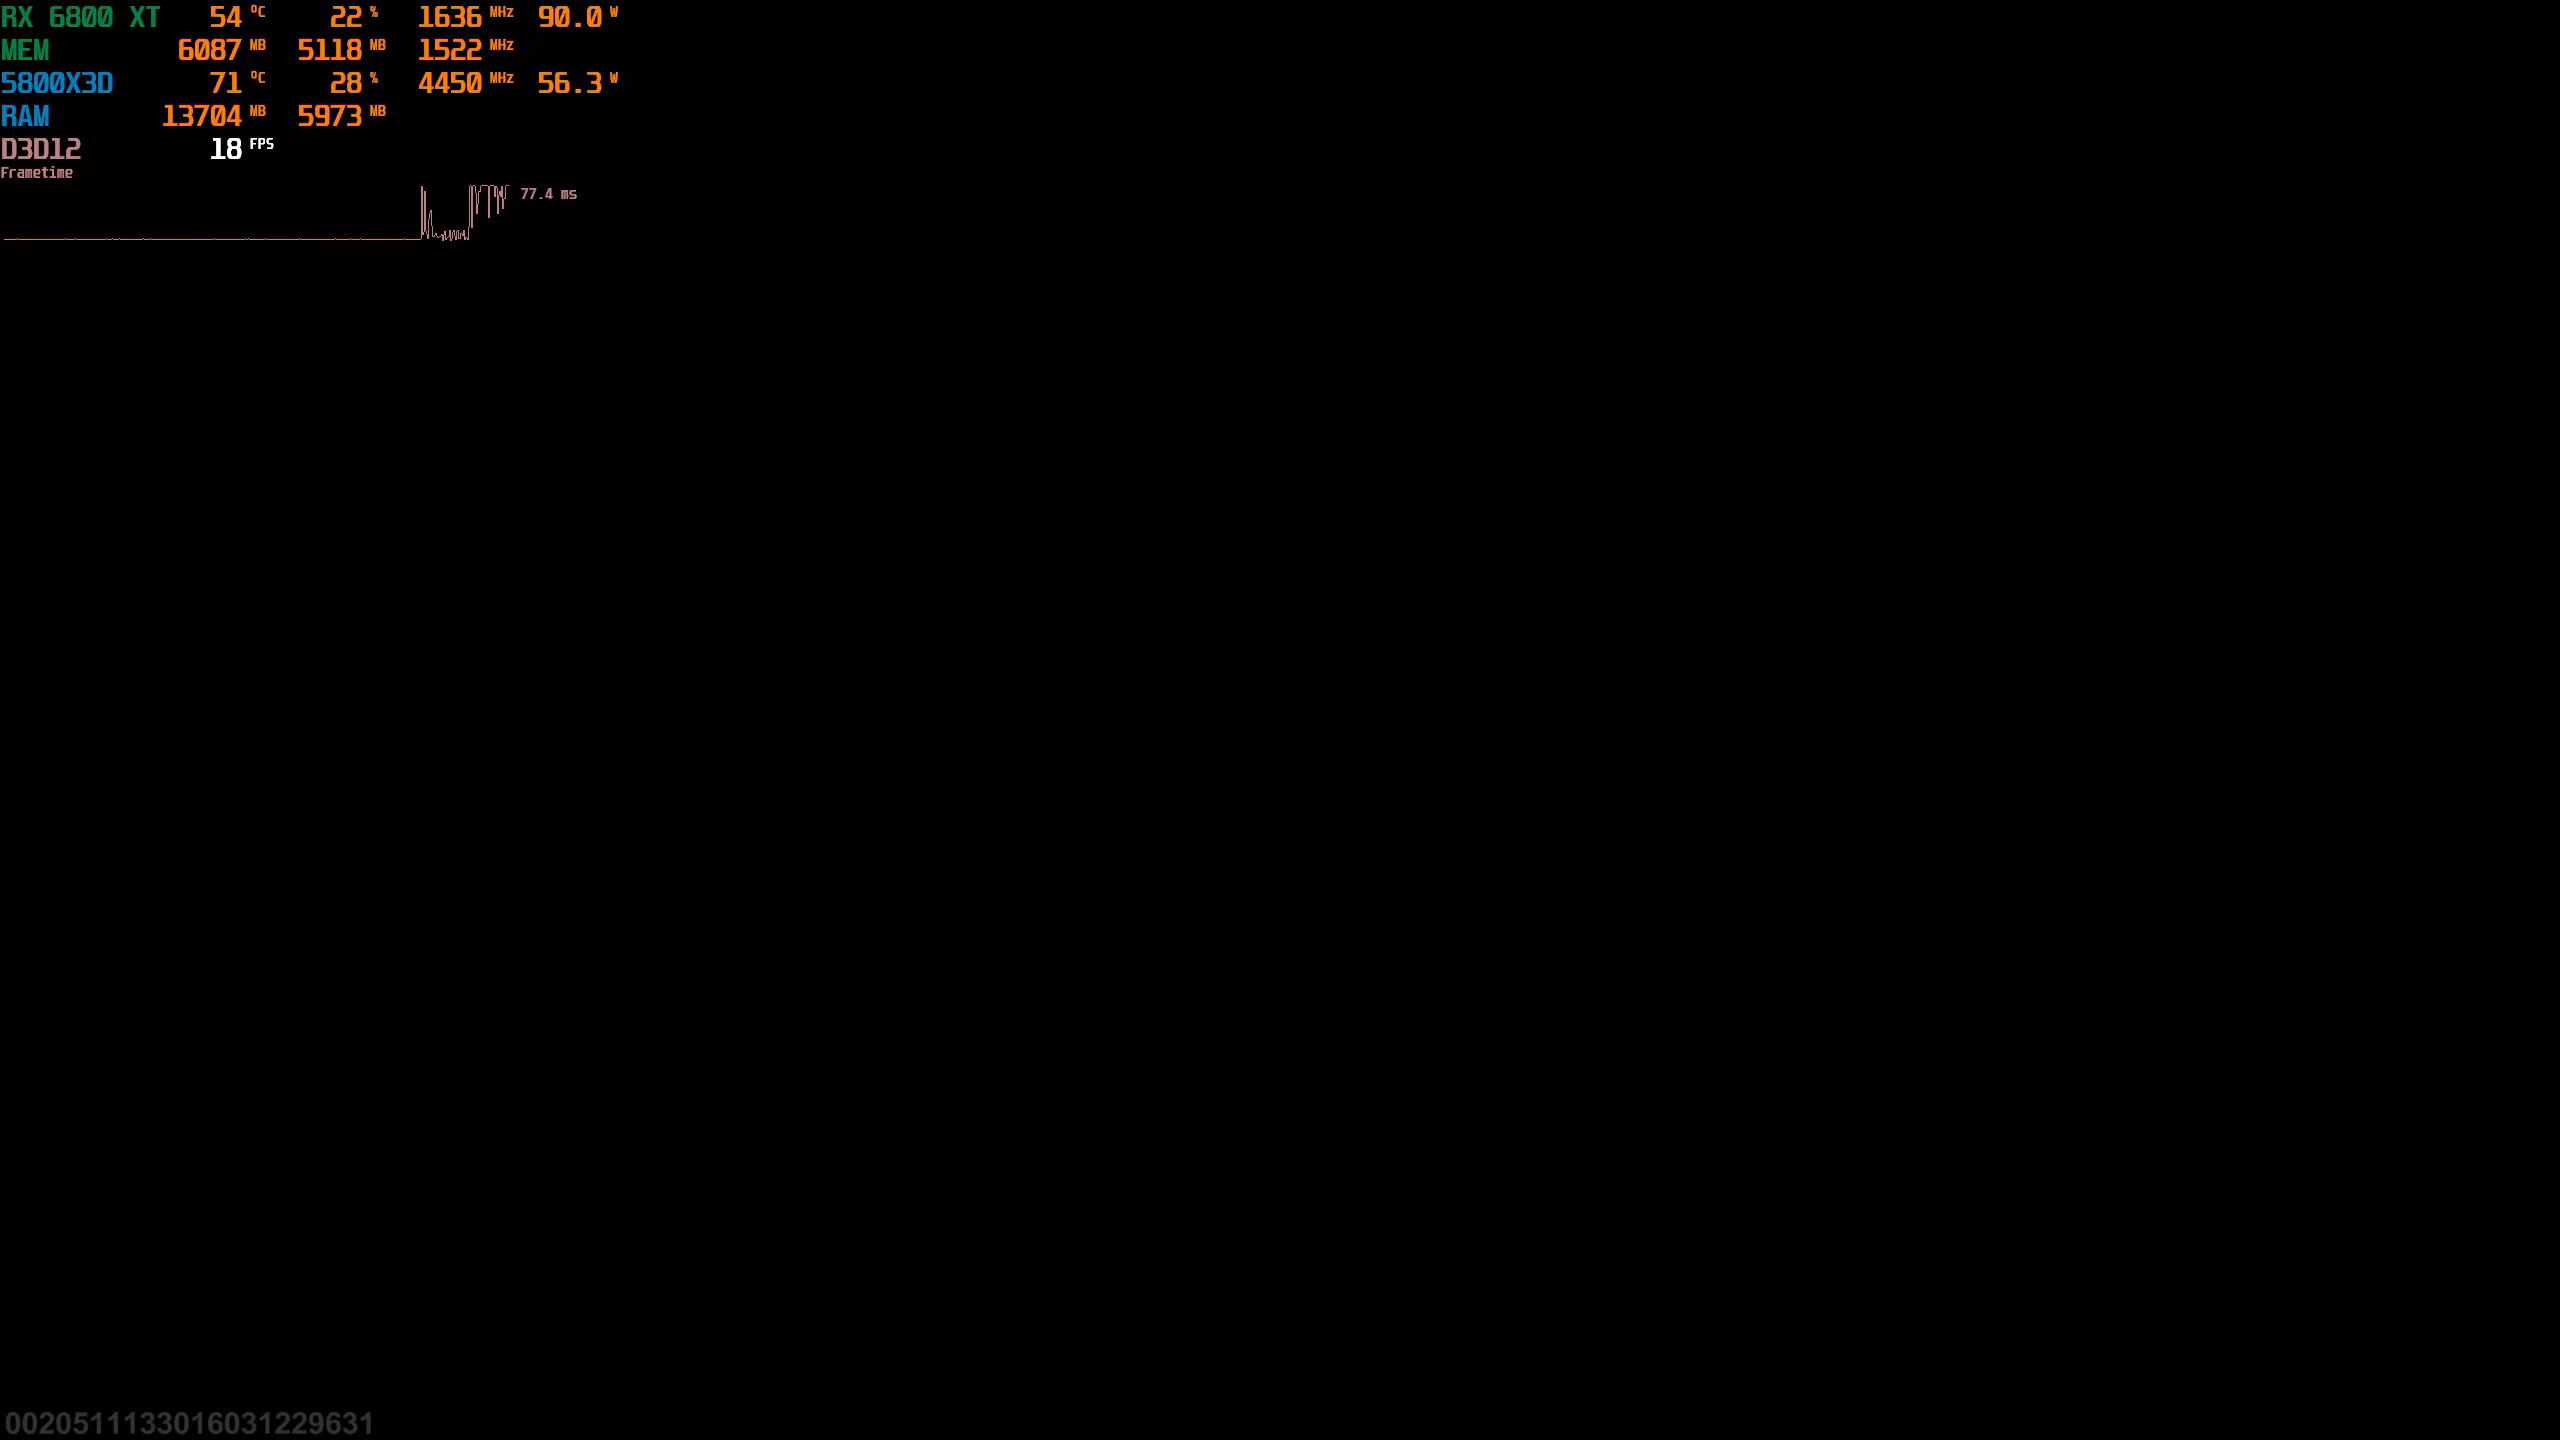 RX 6800 XT 54 °C 22 % 1636 MHz 90.0 W
MEM 6087 MB 5118 MB 1522 MHz
5800X3D 71 °C 28 % 4450 MHz 56.3 W
RAM 13704 MB 5973 MB
D3D12 18 FPS
Frametime
77.4 ms
0020511133016031229631